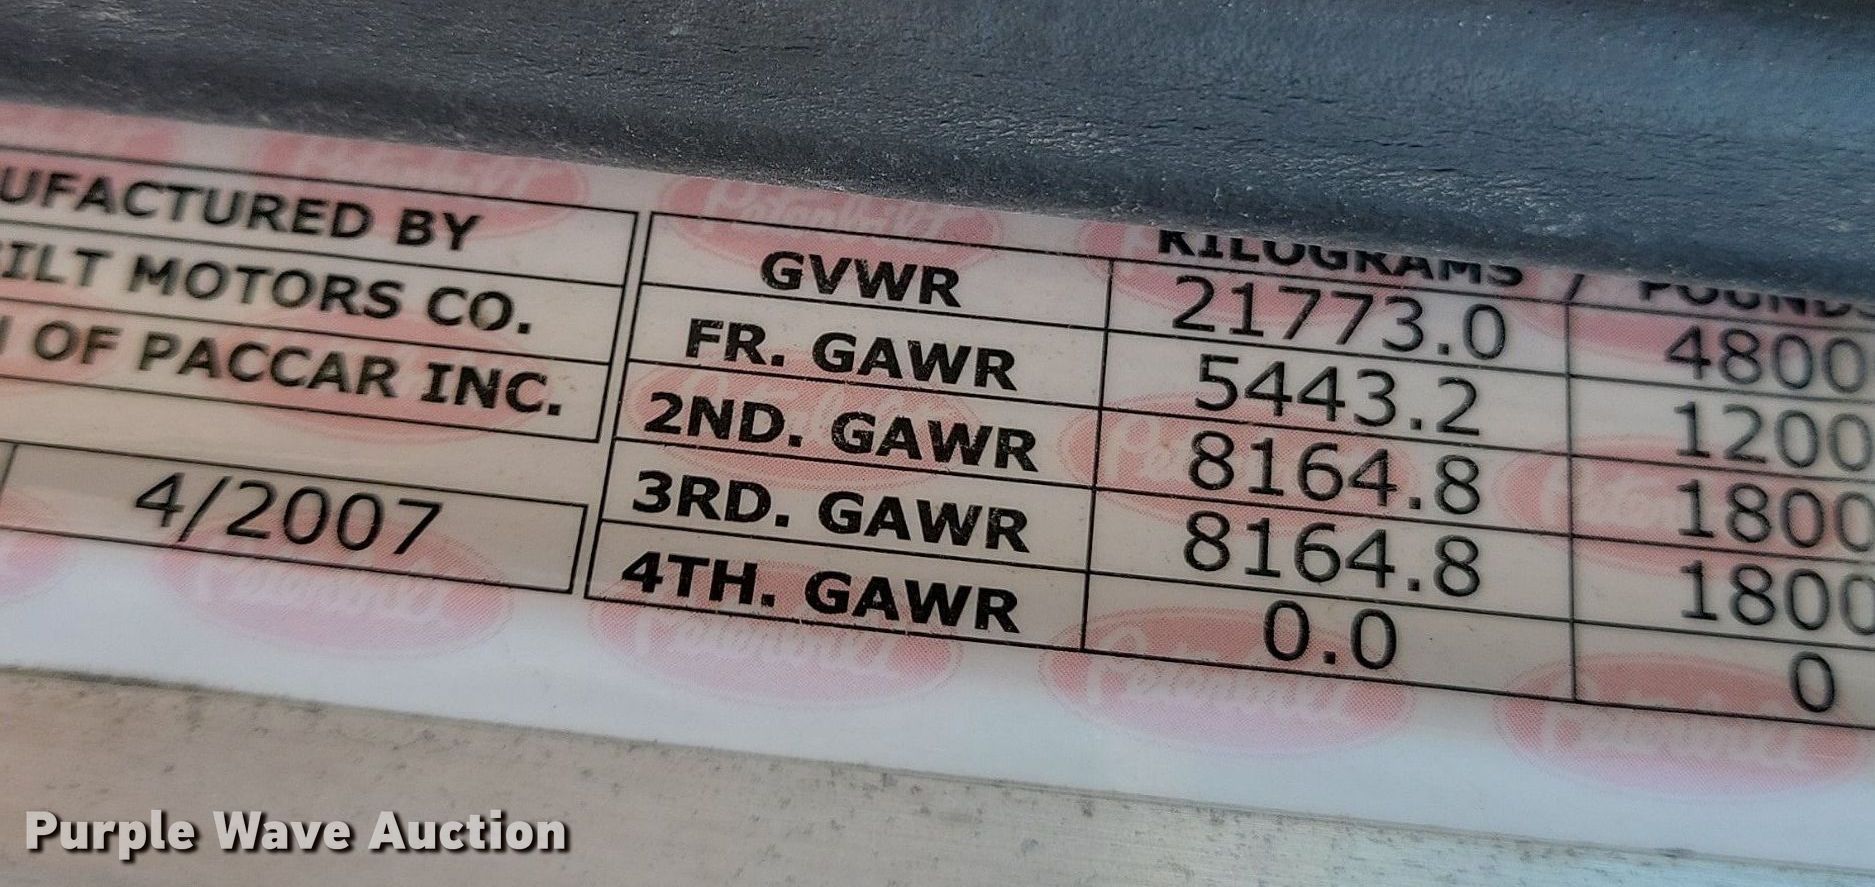 UFACTURED BY
ILT MOTORS CO.
OF PACCAR INC.
4/2007
KILOGRAMS / POUNDS
GVWR 21773.0 4800
FR. GAWR 5443.2 1200
2ND. GAWR 8164.8 1800
3RD. GAWR 8164.8 1800
4TH. GAWR 0.0 0
Peterbilt
Purple Wave Auction